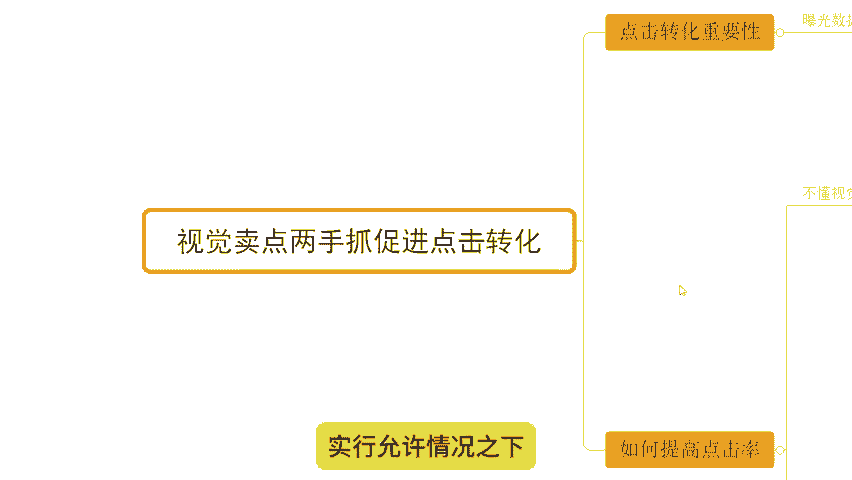 点击转化重要性
曝光数据
不懂视觉
视觉卖点两手抓促进点击转化
实行允许情况之下
如何提高点击率